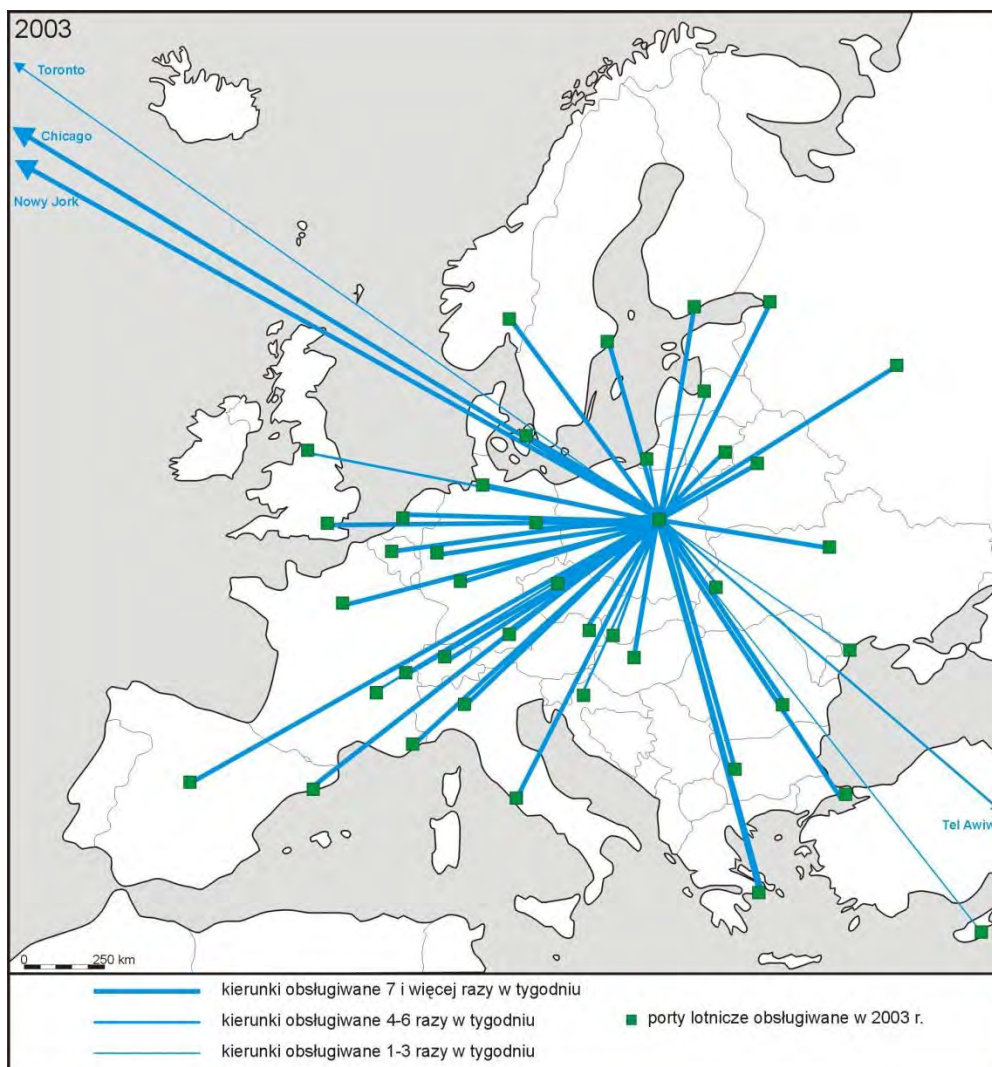 2003
Toronto
Chicago
Nowy Jork
Tel Awiw
0 250 km
kierunki obsługiwane 7 i więcej razy w tygodniu
kierunki obsługiwane 4-6 razy w tygodniu
porty lotnicze obsługiwane w 2003 r.
kierunki obsługiwane 1-3 razy w tygodniu